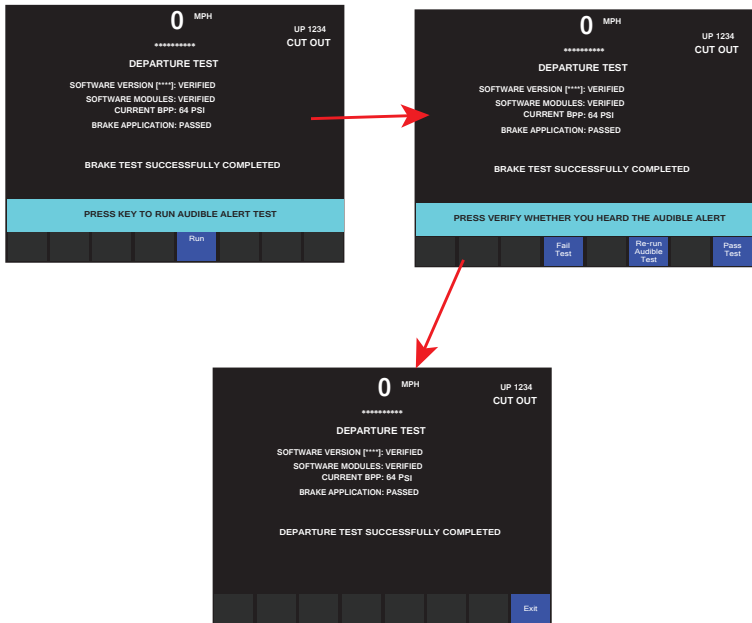 0 MPH
UP 1234
CUT OUT
**********
DEPARTURE TEST
SOFTWARE VERSION [****]: VERIFIED
SOFTWARE MODULES: VERIFIED
CURRENT BPP: 64 PSI
BRAKE APPLICATION: PASSED
BRAKE TEST SUCCESSFULLY COMPLETED
PRESS KEY TO RUN AUDIBLE ALERT TEST
Run
0 MPH
UP 1234
CUT OUT
**********
DEPARTURE TEST
SOFTWARE VERSION [****]: VERIFIED
SOFTWARE MODULES: VERIFIED
CURRENT BPP: 64 PSI
BRAKE APPLICATION: PASSED
BRAKE TEST SUCCESSFULLY COMPLETED
PRESS VERIFY WHETHER YOU HEARD THE AUDIBLE ALERT
Fail
Test
Re-run
Audible
Test
Pass
Test
0 MPH
UP 1234
CUT OUT
**********
DEPARTURE TEST
SOFTWARE VERSION [****]: VERIFIED
SOFTWARE MODULES: VERIFIED
CURRENT BPP: 64 PSI
BRAKE APPLICATION: PASSED
DEPARTURE TEST SUCCESSFULLY COMPLETED
Exit